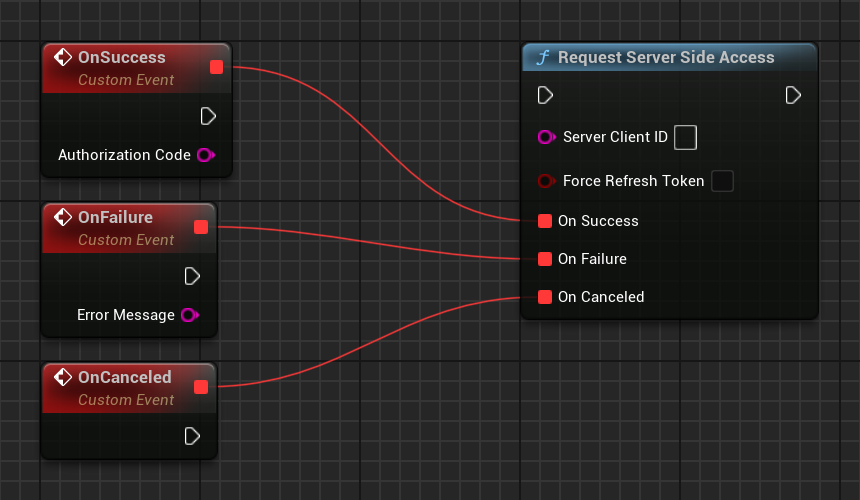 OnSuccess
Custom Event
Authorization Code
OnFailure
Custom Event
Error Message
OnCanceled
Custom Event
Request Server Side Access
Server Client ID
Force Refresh Token
On Success
On Failure
On Canceled